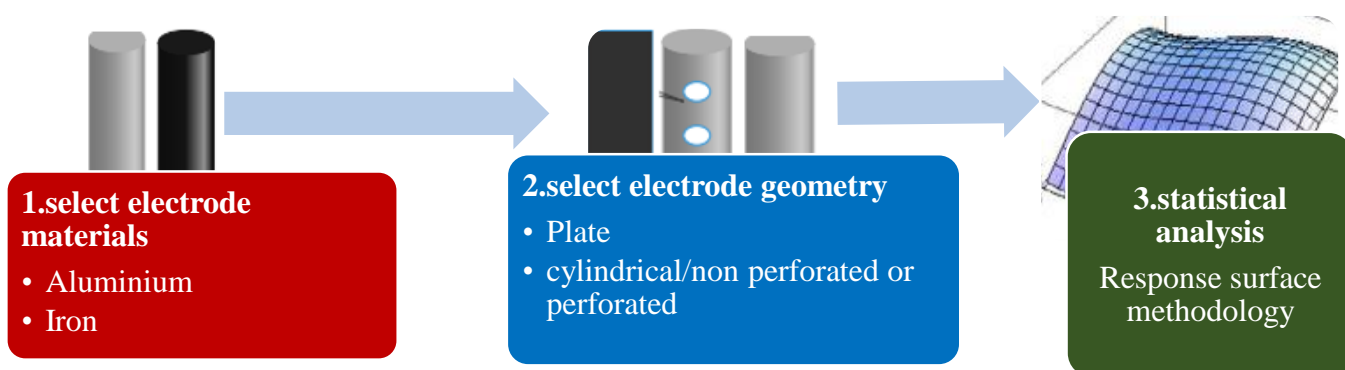 1.select electrode
materials
• Aluminium
• Iron
2.select electrode geometry
• Plate
• cylindrical/non perforated or
perforated
3.statistical
analysis
Response surface
methodology